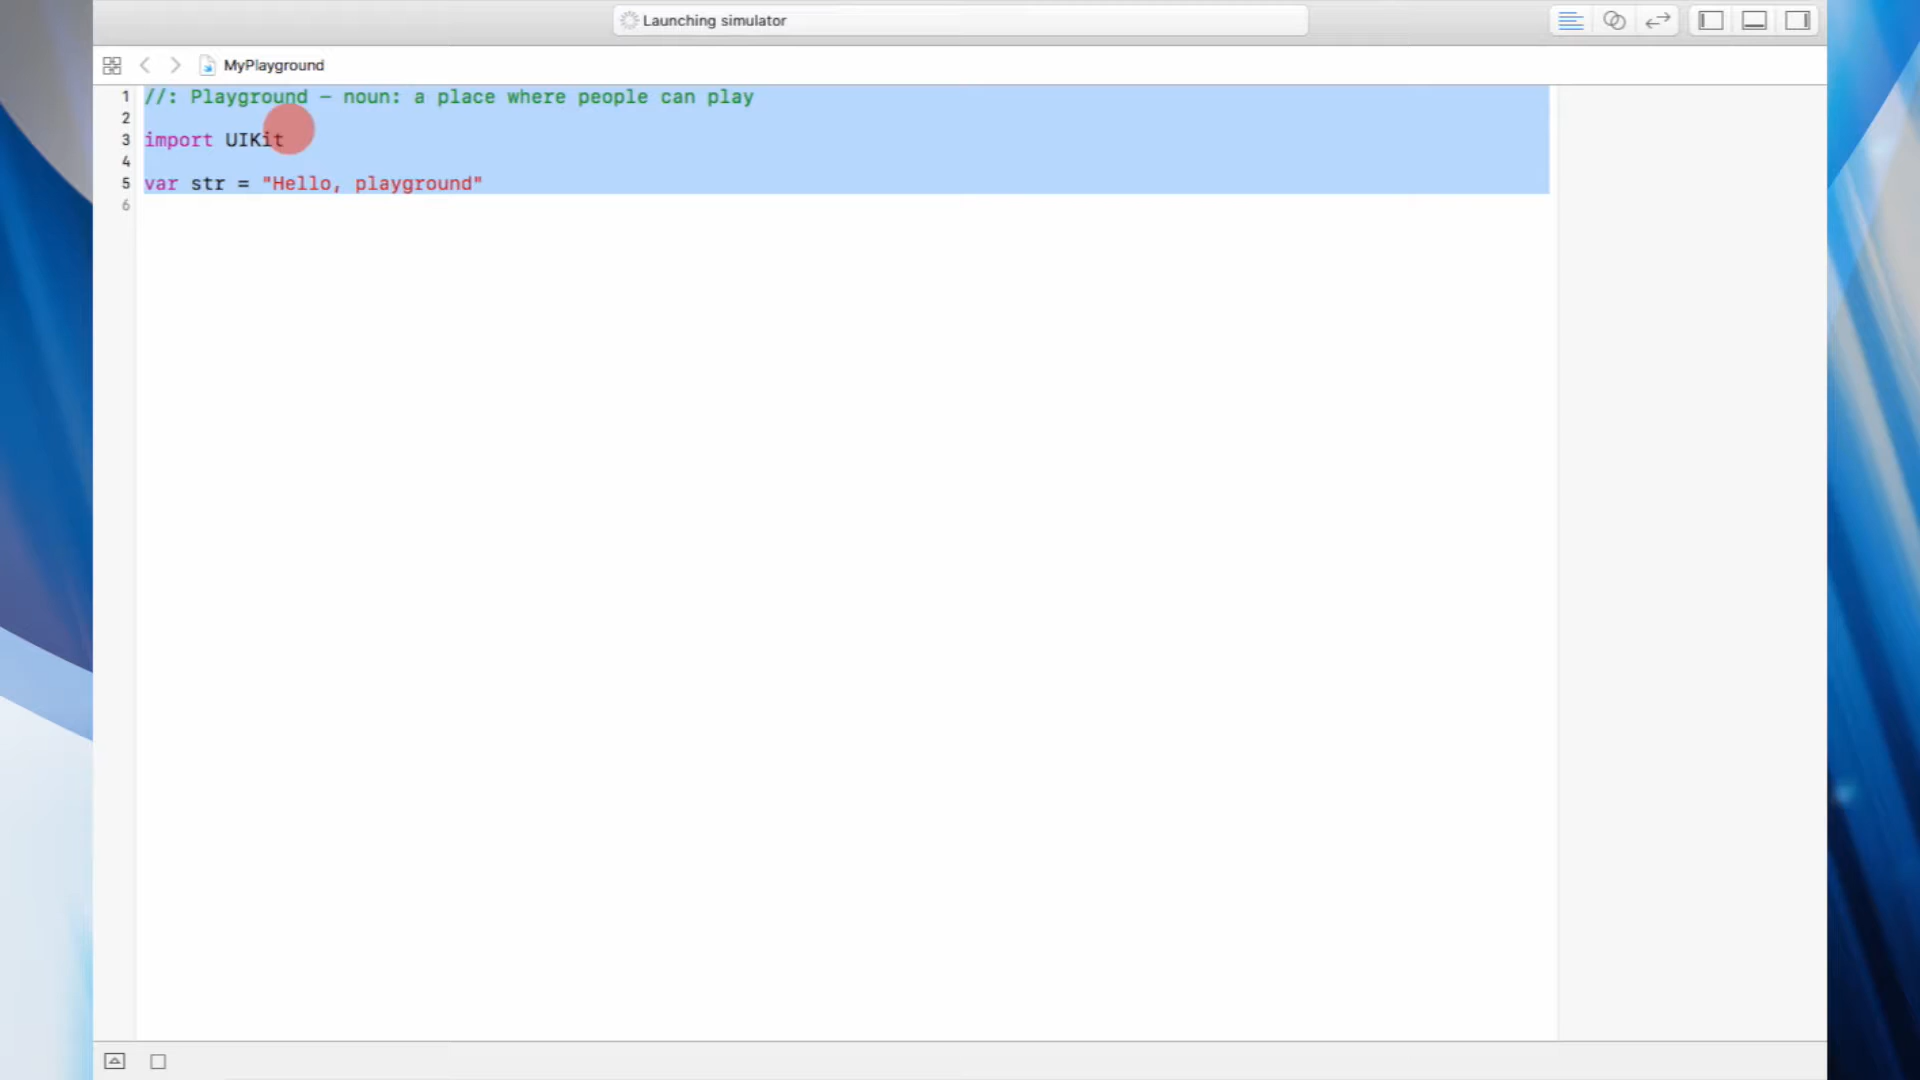 Launching simulator
MyPlayground
1 //: Playground - noun: a place where people can play
2
3 import UIKit
4
5 var str = "Hello, playground"
6